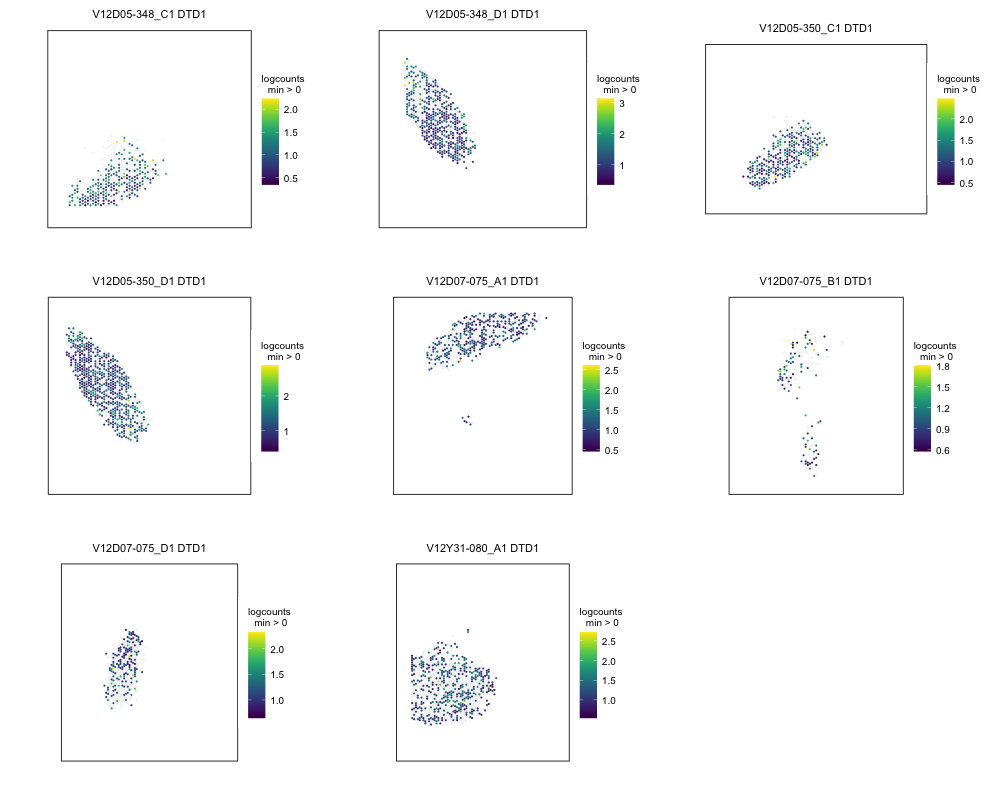 V12D05-348_C1 DTD1
logcounts
min > 0
2.0
1.5
1.0
0.5
V12D05-348_D1 DTD1
logcounts
min > 0
3
2
1
V12D05-350_C1 DTD1
logcounts
min > 0
2.0
1.5
1.0
0.5
V12D05-350_D1 DTD1
logcounts
min > 0
2
1
V12D07-075_A1 DTD1
logcounts
min > 0
2.5
2.0
1.5
1.0
0.5
V12D07-075_B1 DTD1
logcounts
min > 0
1.8
1.5
1.2
0.9
0.6
V12D07-075_D1 DTD1
logcounts
min > 0
2.0
1.5
1.0
V12Y31-080_A1 DTD1
logcounts
min > 0
2.5
2.0
1.5
1.0